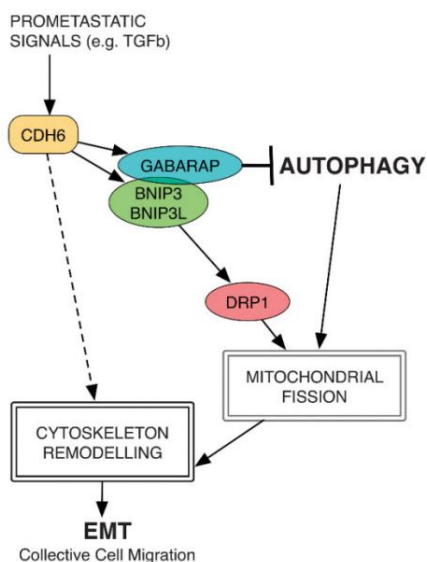 PROMETASTATIC
SIGNALS (e.g. TGFb)
CDH6
GABARAP
AUTOPHAGY
BNIP3
BNIP3L
DRP1
MITOCHONDRIAL
FISSION
CYTOSKELETON
REMODELLING
EMT
Collective Cell Migration